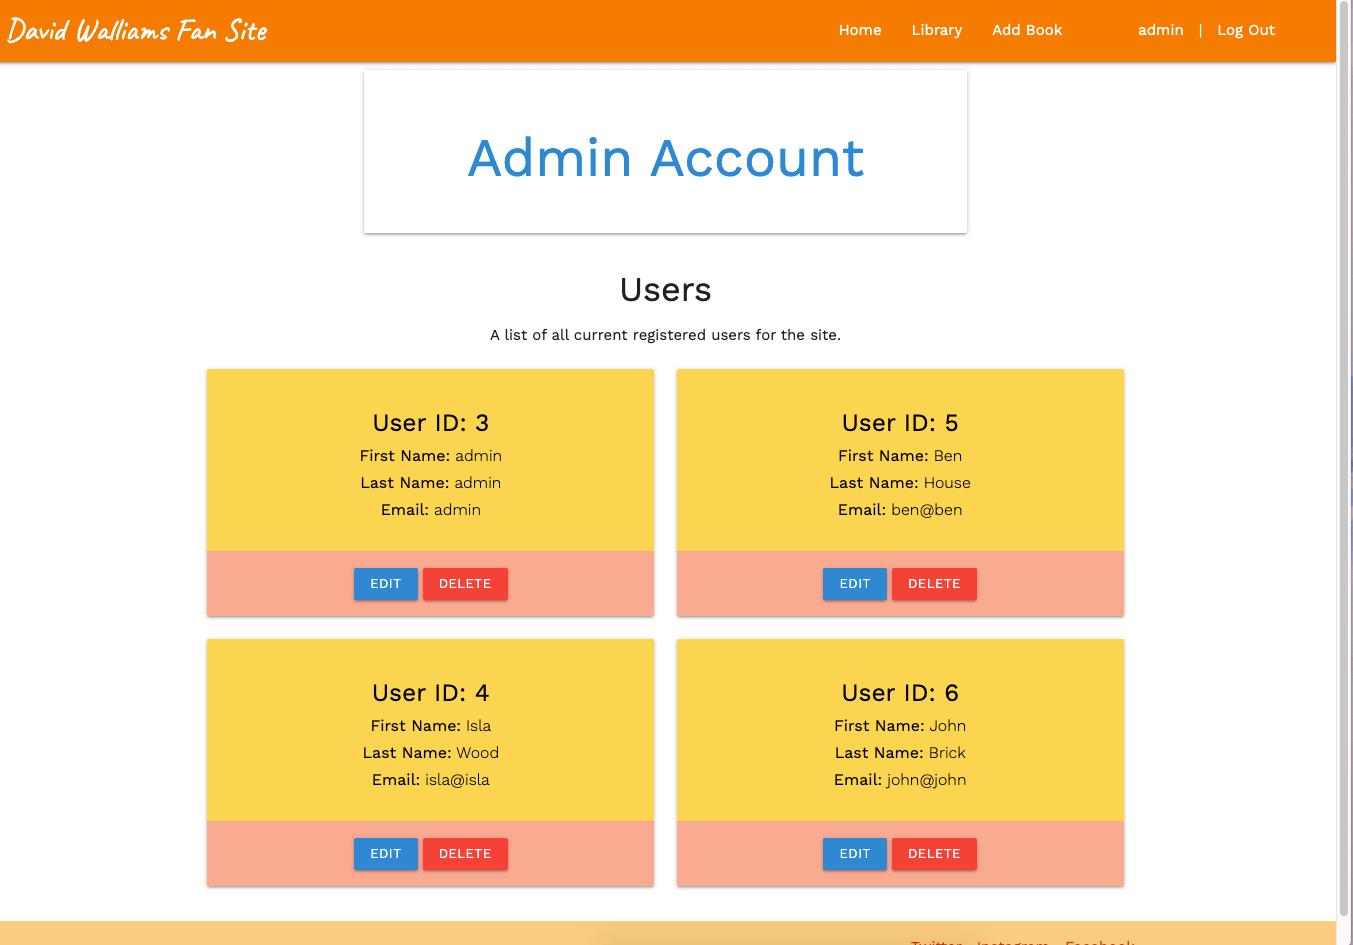 David Walliams Fan Site
Home Library Add Book admin | Log Out
Admin Account
Users
A list of all current registered users for the site.
User ID: 3
First Name: admin
Last Name: admin
Email: admin
EDIT DELETE
User ID: 5
First Name: Ben
Last Name: House
Email: ben@ben
EDIT DELETE
User ID: 4
First Name: Isla
Last Name: Wood
Email: isla@isla
EDIT DELETE
User ID: 6
First Name: John
Last Name: Brick
Email: john@john
EDIT DELETE
Twitter Instagram Facebook